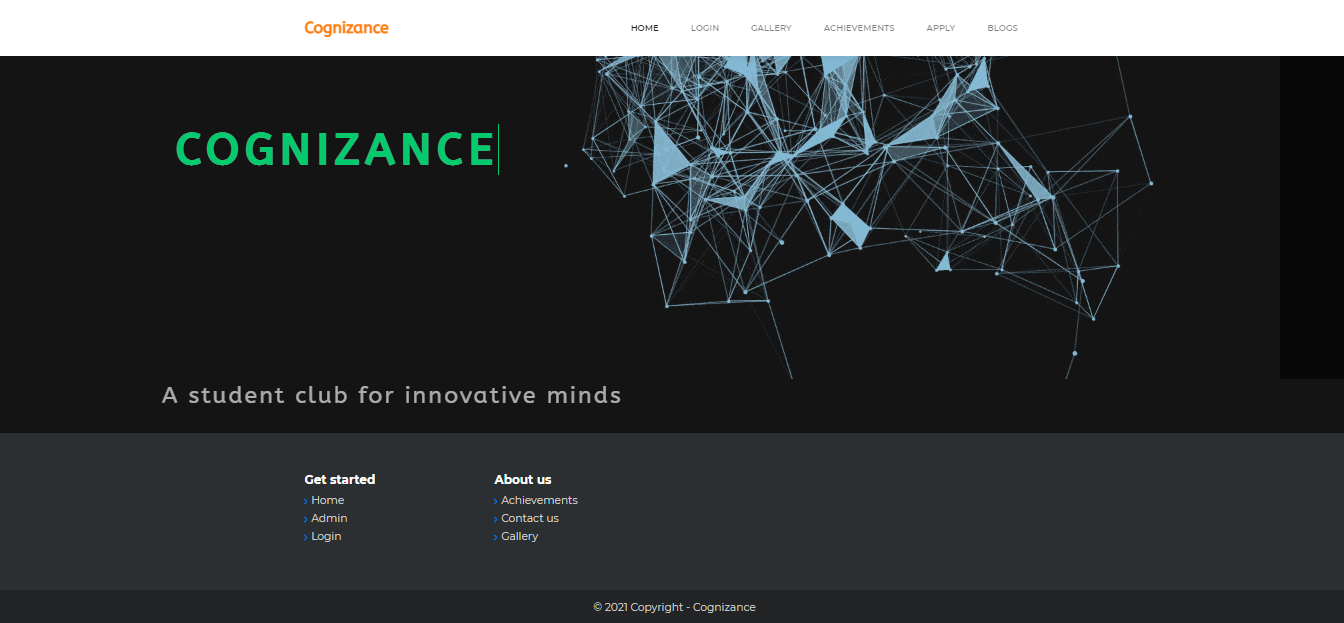 Cognizance
HOME LOGIN GALLERY ACHIEVEMENTS APPLY BLOGS
COGNIZANCE
A student club for innovative minds
Get started
› Home
› Admin
› Login
About us
› Achievements
› Contact us
› Gallery
© 2021 Copyright - Cognizance